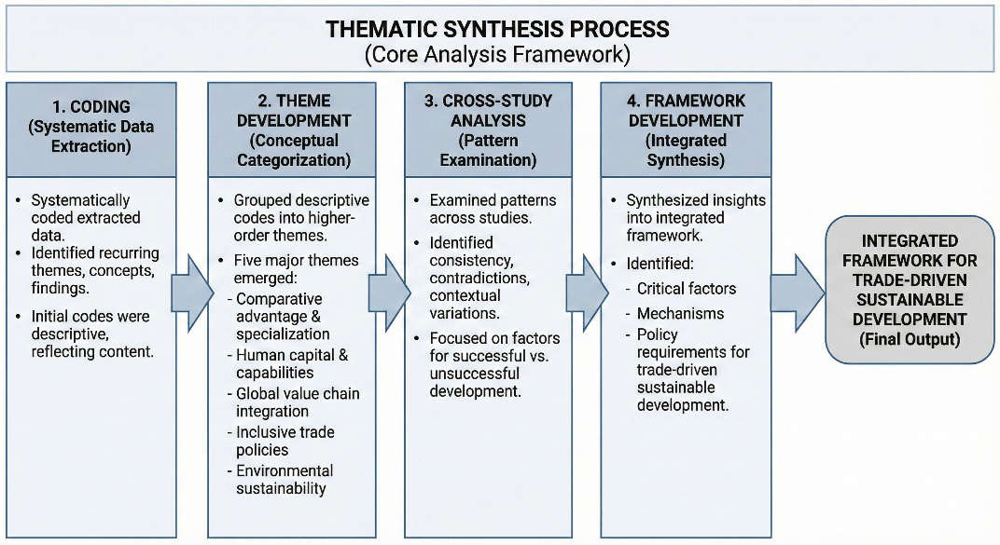 THEMATIC SYNTHESIS PROCESS
(Core Analysis Framework)
1. CODING
(Systematic Data
Extraction)
• Systematically
coded extracted
data.
• Identified recurring
themes, concepts,
findings.
• Initial codes were
descriptive,
reflecting content.
2. THEME
DEVELOPMENT
(Conceptual
Categorization)
• Grouped descriptive
codes into higher-
order themes.
• Five major themes
emerged:
- Comparative
advantage &
specialization
- Human capital &
capabilities
- Global value chain
integration
- Inclusive trade
policies
- Environmental
sustainability
3. CROSS-STUDY
ANALYSIS
(Pattern
Examination)
• Examined patterns
across studies.
• Identified
consistency,
contradictions,
contextual
variations.
• Focused on factors
for successful vs.
unsuccessful
development.
4. FRAMEWORK
DEVELOPMENT
(Integrated
Synthesis)
• Synthesized insights
into integrated
framework.
• Identified:
- Critical factors
- Mechanisms
- Policy
requirements for
trade-driven
sustainable
development.
INTEGRATED
FRAMEWORK FOR
TRADE-DRIVEN
SUSTAINABLE
DEVELOPMENT
(Final Output)